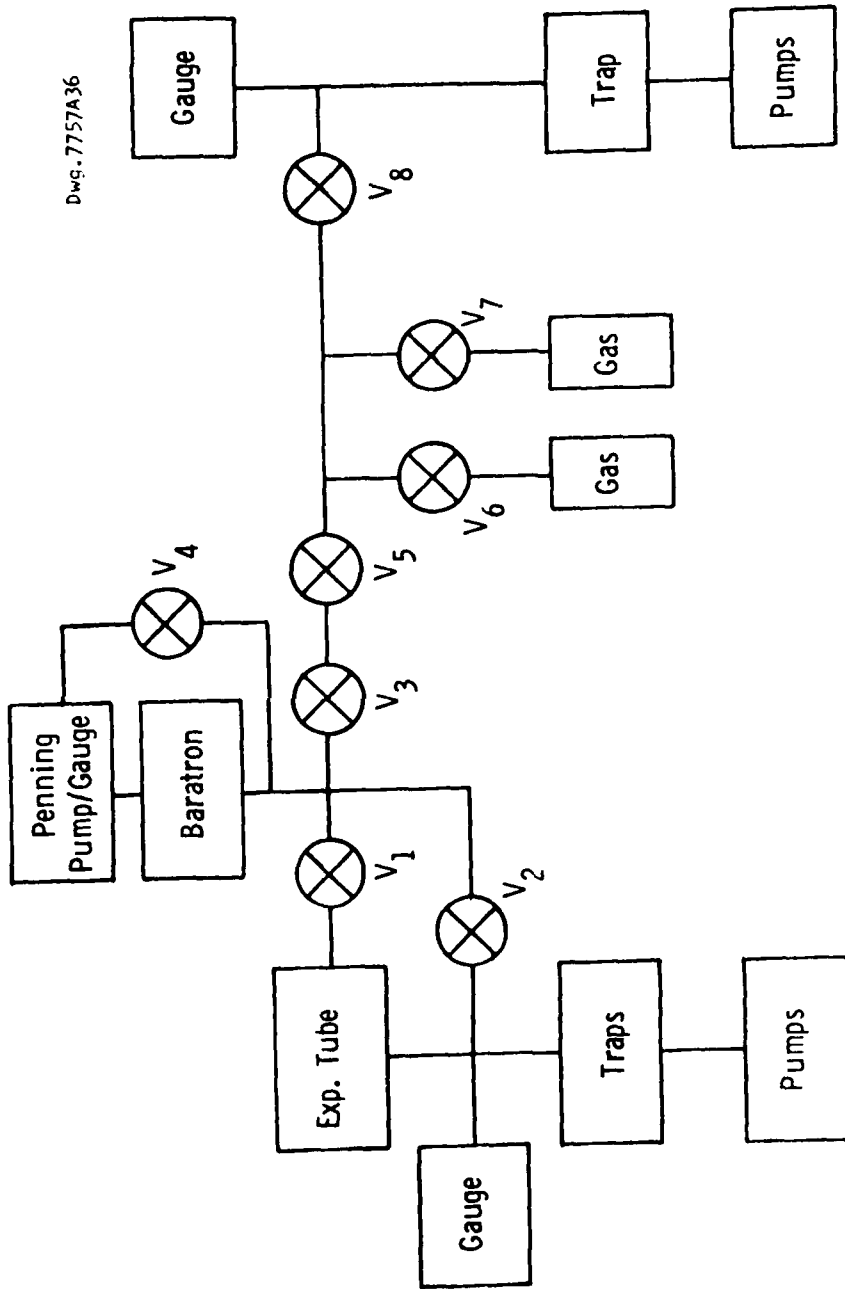 Dwg. 7757A36
Penning
Pump/Gauge
Baratron
V4
Gauge
Exp. Tube
V1
V3
V5
V8
Gauge
V2
V6
V7
Traps
Gas
Gas
Trap
Pumps
Pumps